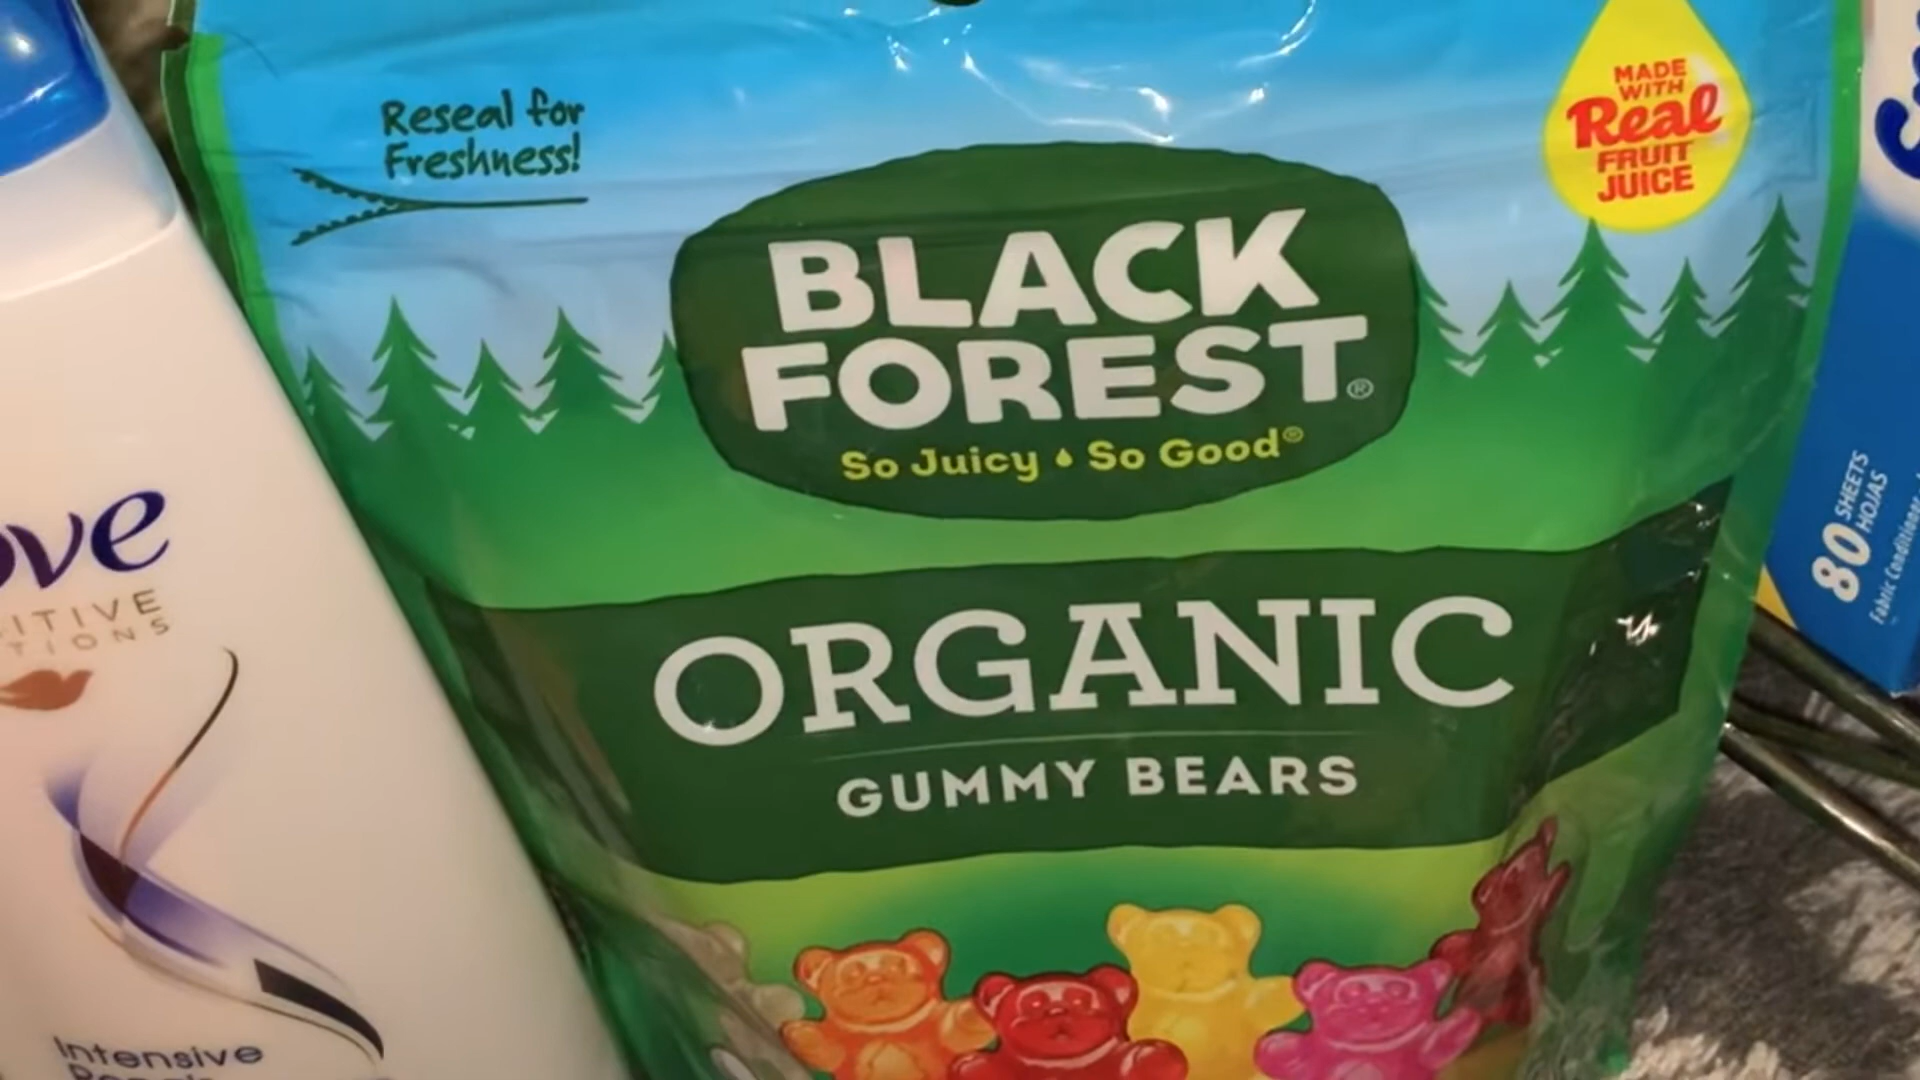 Reseal for
Freshness!
MADE
WITH
Real
FRUIT
JUICE
BLACK
FOREST®
So Juicy So Good®
ORGANIC
GUMMY BEARS
Intensive
80 SHEETS
HOJAS